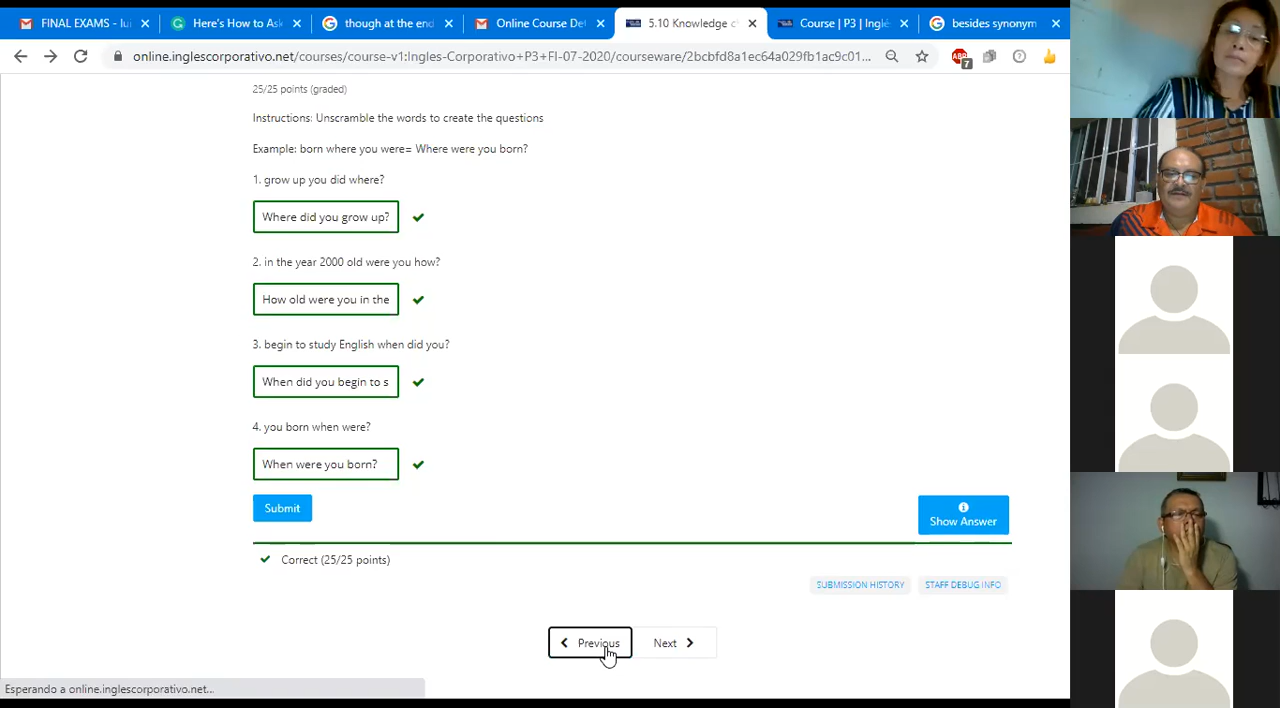 FINAL EXAMS - lu
Here's How to Ask
though at the end
Online Course De
5.10 Knowledge c
Course | P3 | Inglé
besides synonym
online.inglescorporativo.net/courses/course-v1:Ingles-Corporativo+P3+FI-07-2020/courseware/2bcbfd8a1ec64a029fb1ac9c01...
7
25/25 points (graded)
Instructions: Unscramble the words to create the questions
Example: born where you were= Where were you born?
1. grow up you did where?
Where did you grow up?
2. in the year 2000 old were you how?
How old were you in the
3. begin to study English when did you?
When did you begin to s
4. you born when were?
When were you born?
Submit
Show Answer
Correct (25/25 points)
SUBMISSION HISTORY
STAFF DEBUG INFO
Previous
Next
Esperando a online.inglescorporativo.net...